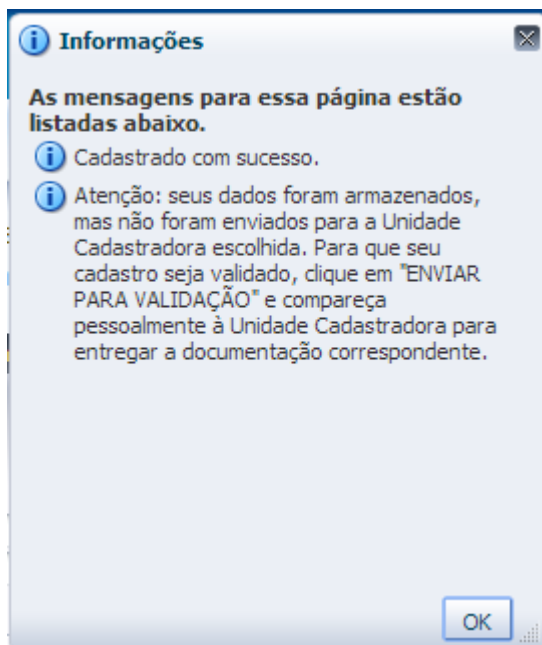 Informações
As mensagens para essa página estão
listadas abaixo.
Cadastrado com sucesso.
Atenção: seus dados foram armazenados,
mas não foram enviados para a Unidade
Cadastradora escolhida. Para que seu
cadastro seja validado, clique em "ENVIAR
PARA VALIDAÇÃO" e compareça
pessoalmente à Unidade Cadastradora para
entregar a documentação correspondente.
OK